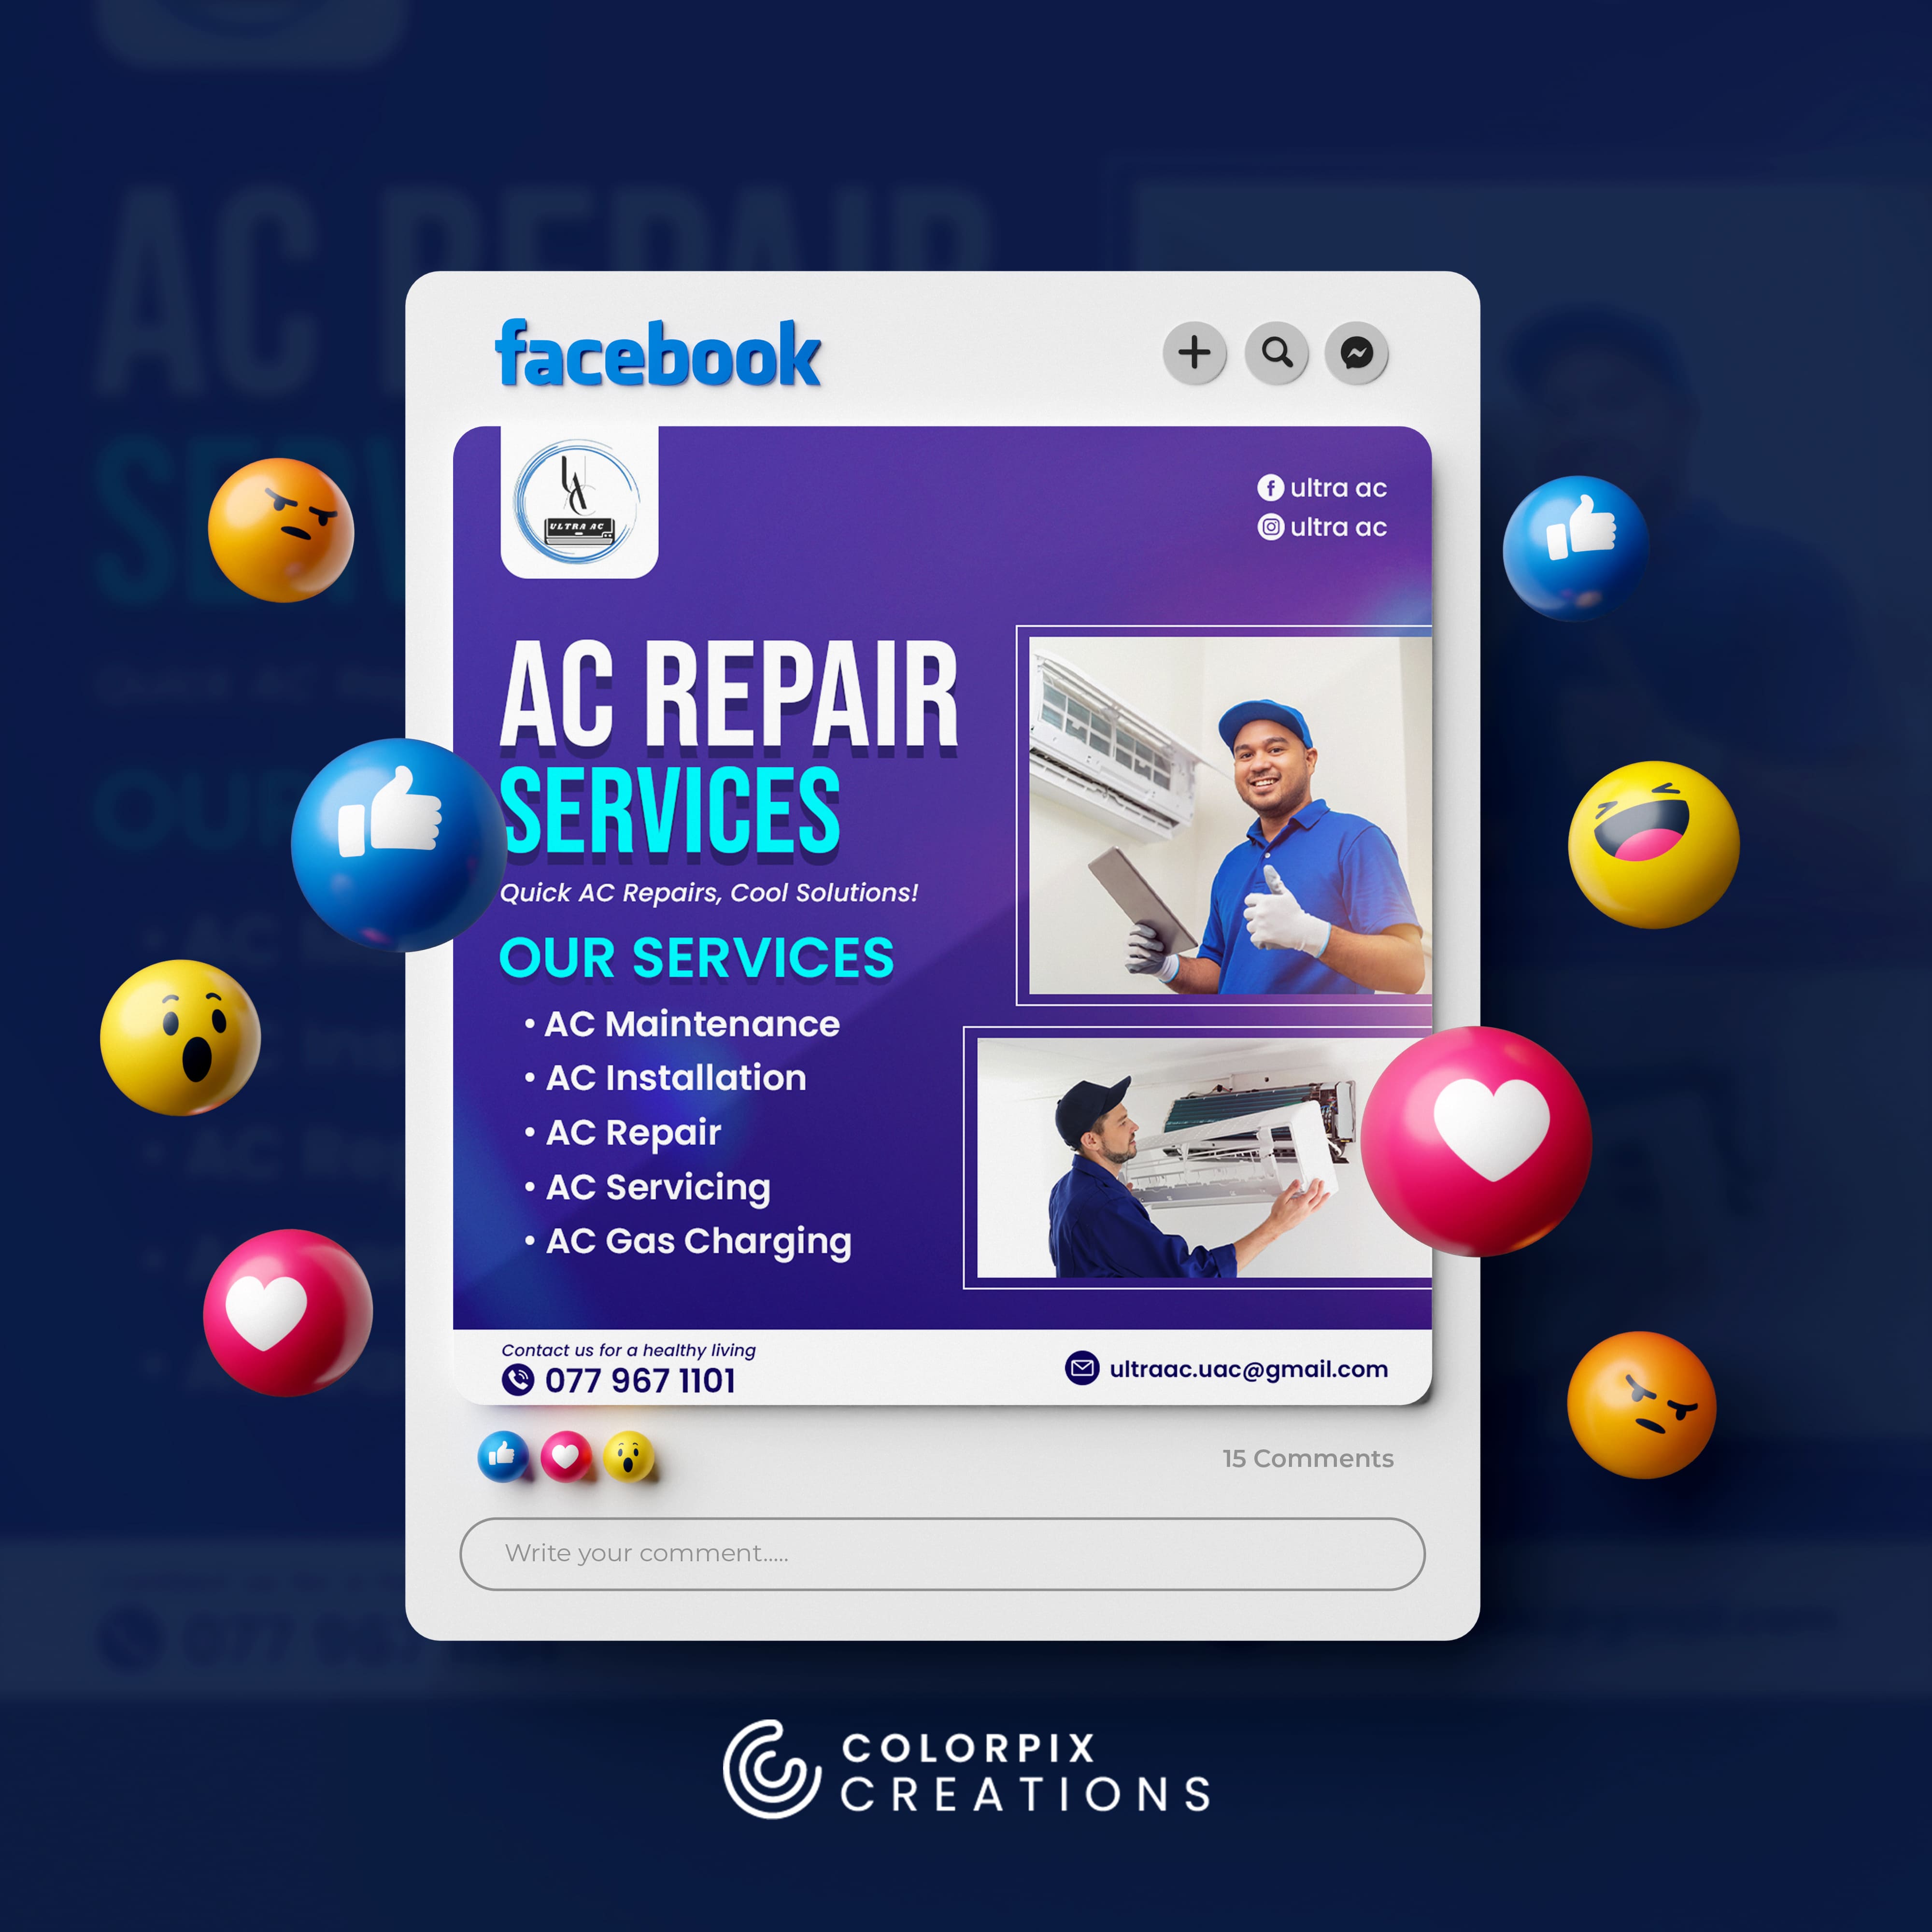 facebook
ULTRA AC
ultra ac
ultra ac
AC REPAIR
SERVICES
Quick AC Repairs, Cool Solutions!
OUR SERVICES
• AC Maintenance
• AC Installation
• AC Repair
• AC Servicing
• AC Gas Charging
Contact us for a healthy living
077 967 1101
ultraac.uac@gmail.com
15 Comments
Write your comment.....
COLORPIX
CREATIONS